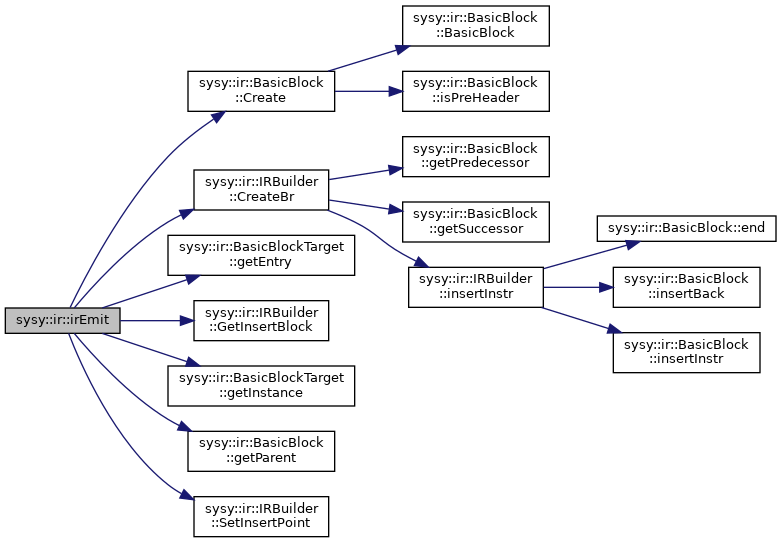 sysy::ir::irEmit
sysy::ir::BasicBlock
::Create
sysy::ir::BasicBlock
::BasicBlock
sysy::ir::BasicBlock
::isPreHeader
sysy::ir::IRBuilder
::CreateBr
sysy::ir::BasicBlock
::getPredecessor
sysy::ir::BasicBlock
::getSuccessor
sysy::ir::IRBuilder
::insertInstr
sysy::ir::BasicBlock::end
sysy::ir::BasicBlock
::insertBack
sysy::ir::BasicBlock
::insertInstr
sysy::ir::BasicBlockTarget
::getEntry
sysy::ir::IRBuilder
::GetInsertBlock
sysy::ir::BasicBlockTarget
::getInstance
sysy::ir::BasicBlock
::getParent
sysy::ir::IRBuilder
::SetInsertPoint